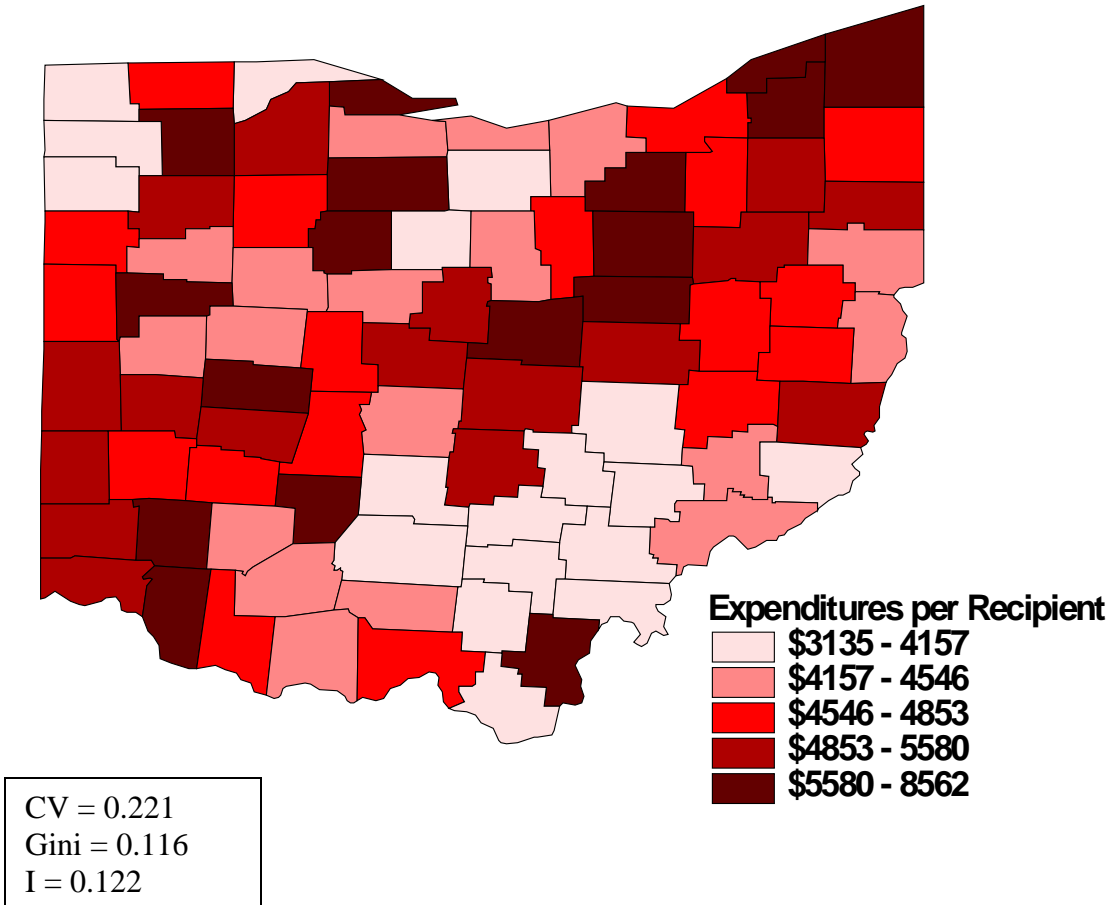 Expenditures per Recipient
$3135 - 4157
$4157 - 4546
$4546 - 4853
$4853 - 5580
$5580 - 8562
CV = 0.221
Gini = 0.116
I = 0.122